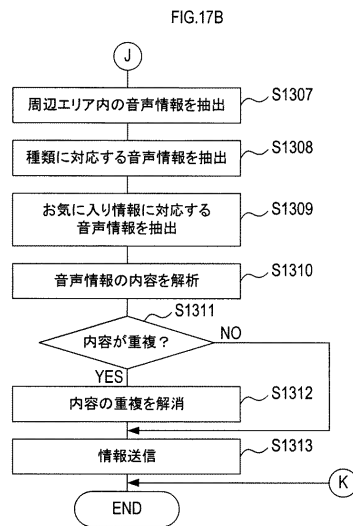 FIG.17B
J
周辺エリア内の音声情報を抽出
S1307
種類に対応する音声情報を抽出
S1308
お気に入り情報に対応する
音声情報を抽出
S1309
音声情報の内容を解析
S1310
S1311
内容が重複？
NO
YES
内容の重複を解消
S1312
情報送信
S1313
K
END